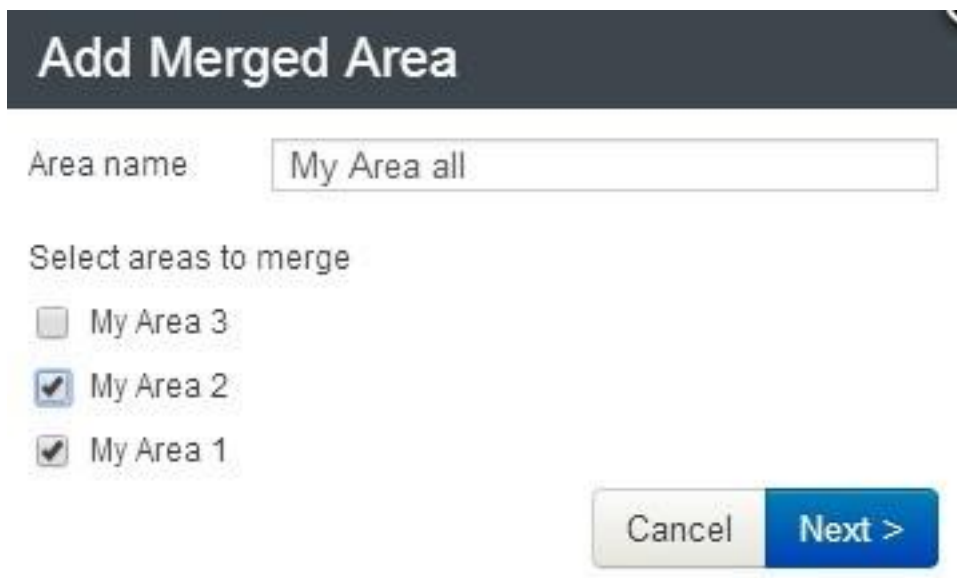 Add Merged Area
Area name My Area all
Select areas to merge
My Area 3
My Area 2
My Area 1
Cancel Next >